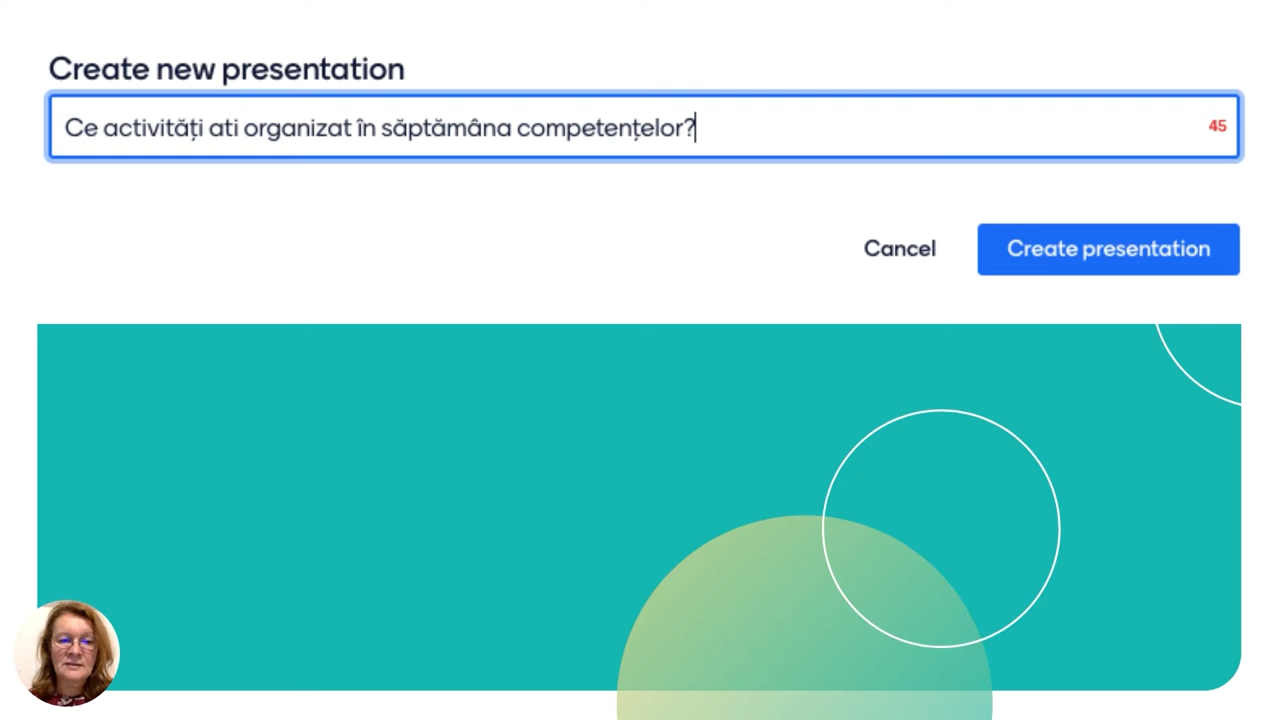 Create new presentation
Ce activități ati organizat în săptămâna competențelor?
45
Cancel
Create presentation